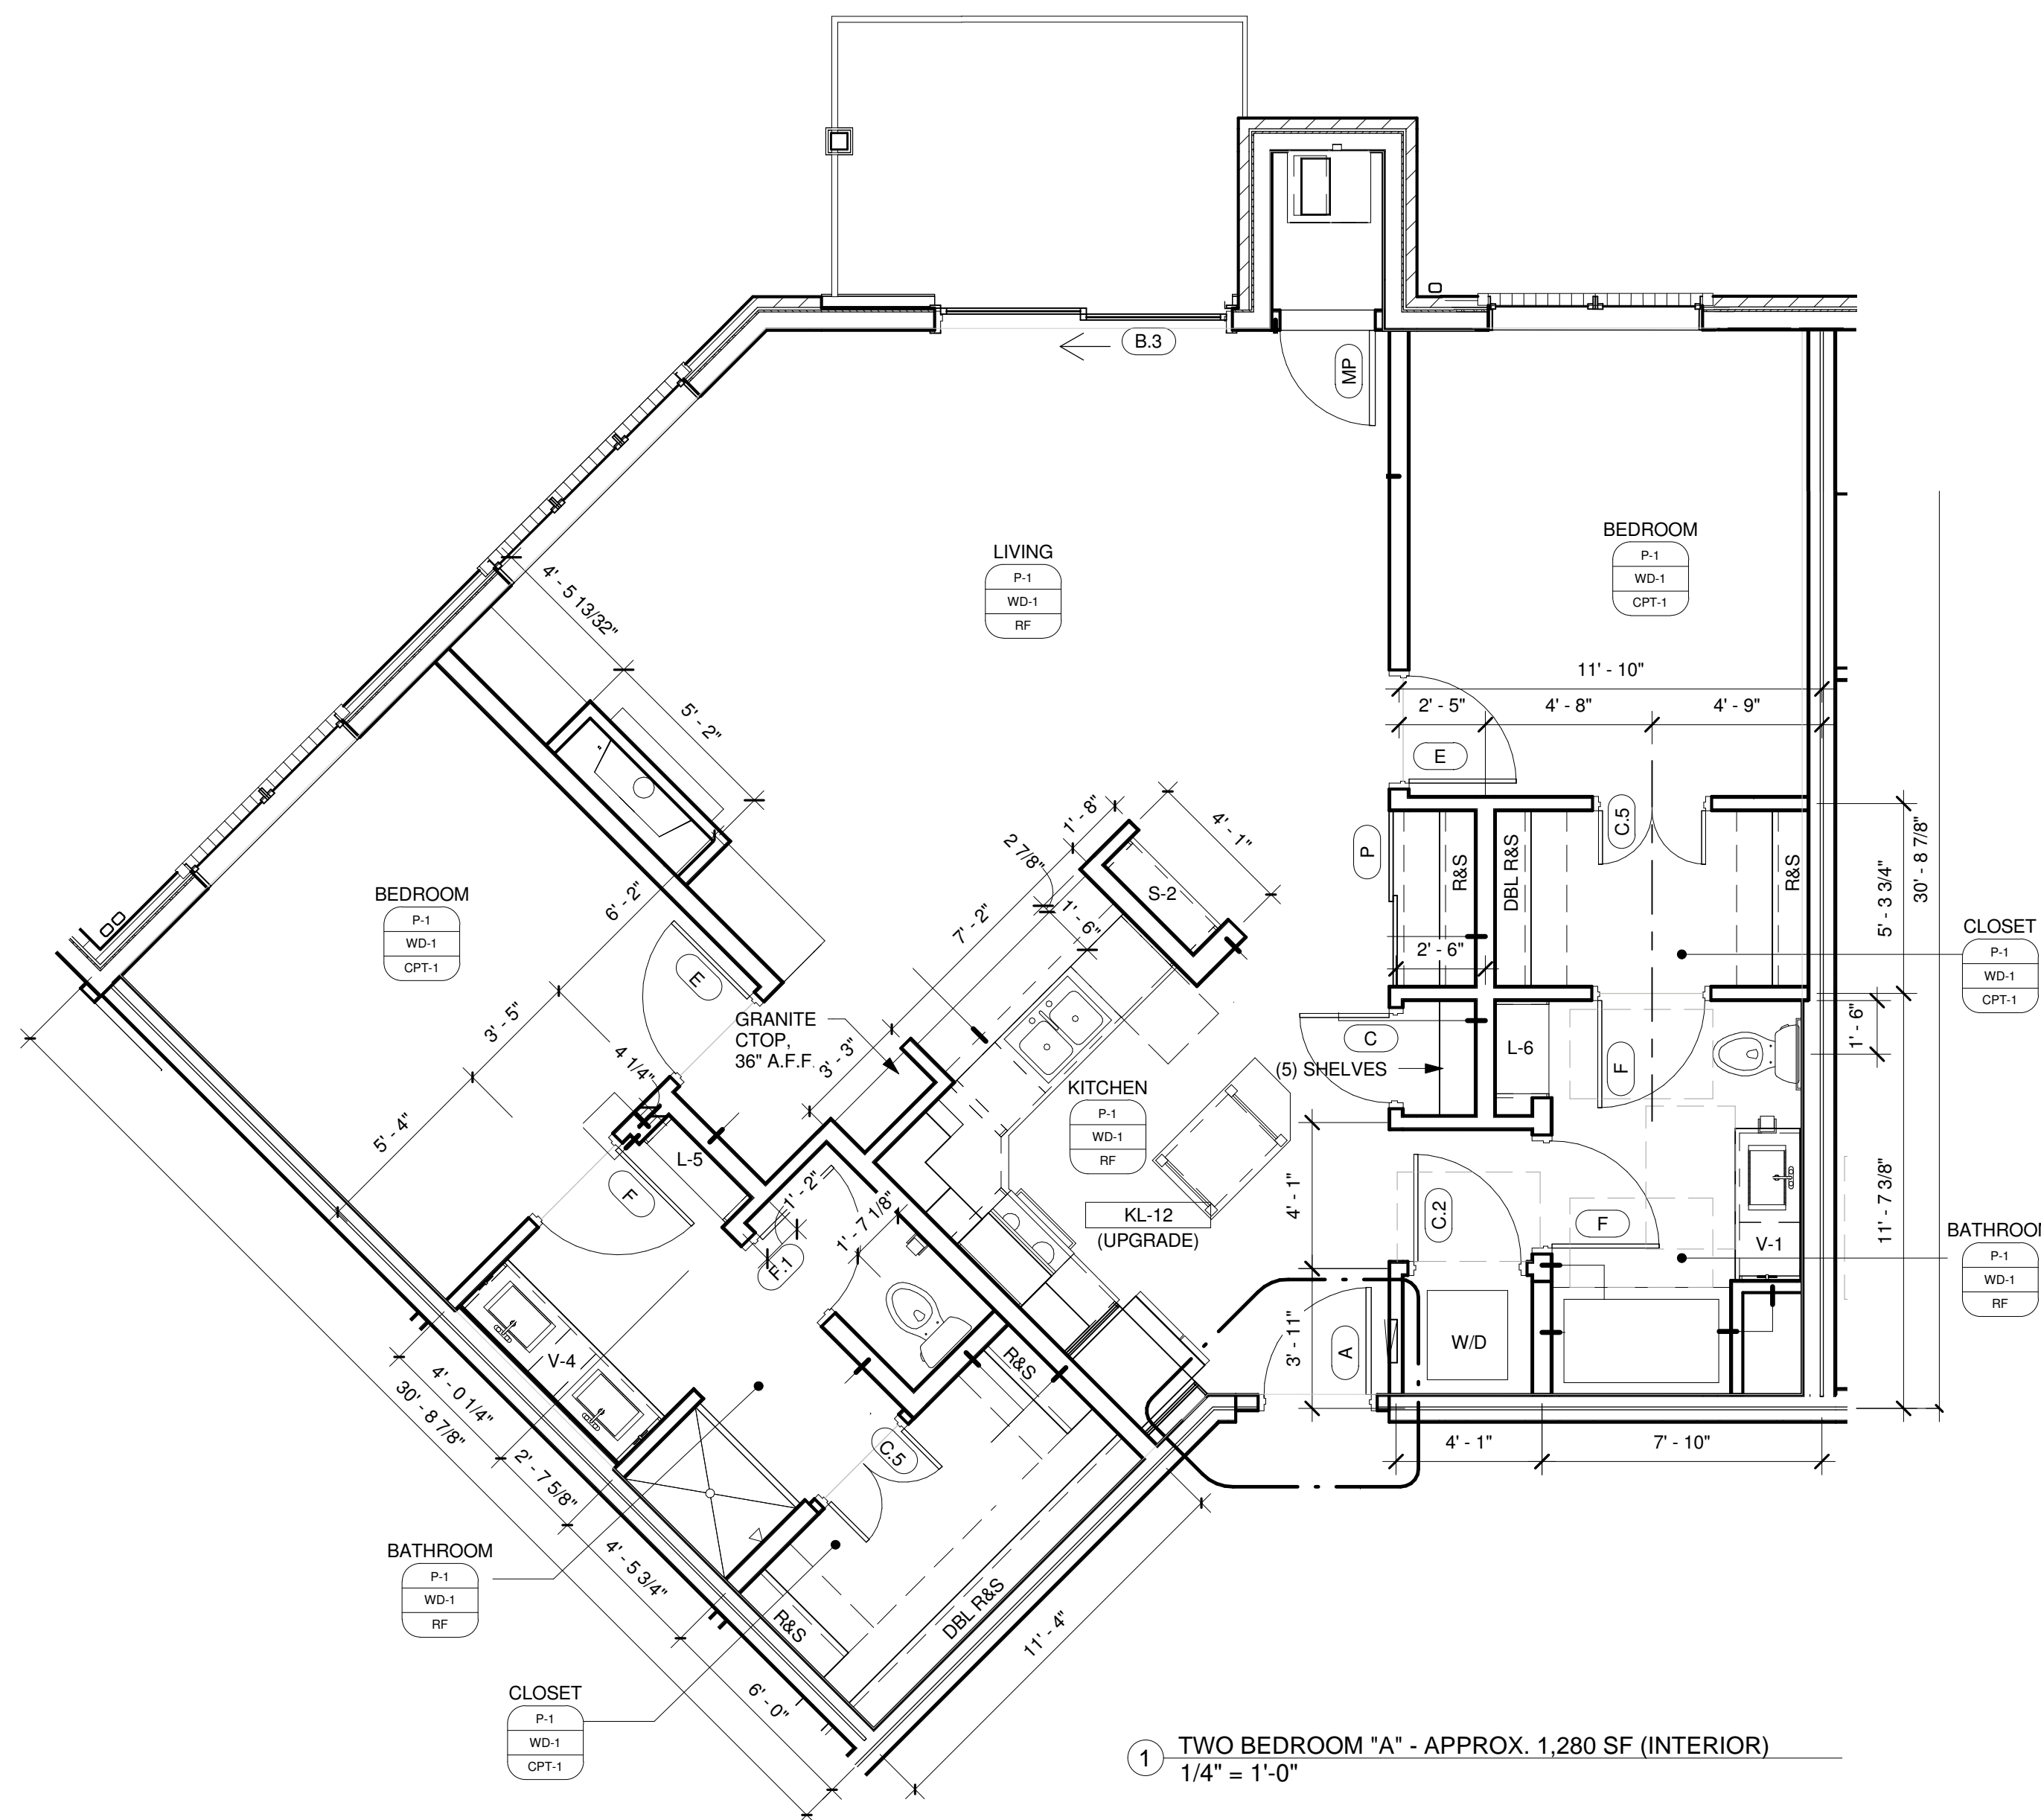 B.3
MP
LIVING
P-1
WD-1
RF
BEDROOM
P-1
WD-1
CPT-1
4' - 5 13/32"
5' - 2"
11' - 10"
2' - 5"
4' - 8"
4' - 9"
E
C.5
P
R&S
DBL R&S
R&S
5' - 3 3/4"
30' - 8 7/8"
2' - 6"
CLOSET
P-1
WD-1
CPT-1
1' - 8"
4' - 1"
2 7/8"
S-2
1' - 6"
7' - 2"
BEDROOM
P-1
WD-1
CPT-1
6' - 2"
E
3' - 5"
GRANITE
CTOP,
36" A.F.F.
3' - 3"
4 1/4"
5' - 4"
L-5
F
KITCHEN
P-1
WD-1
RF
KL-12
(UPGRADE)
C
(5) SHELVES
L-6
F
1' - 6"
11' - 7 3/8"
4' - 1"
C.2
F
V-1
BATHROOI
P-1
WD-1
RF
1' - 2"
1' - 7 1/8"
F.1
3' - 11"
A
W/D
R&S
V-4
4' - 0 1/4"
30' - 8 7/8"
2' - 7 5/8"
C.5
4' - 1"
7' - 10"
BATHROOM
P-1
WD-1
RF
4' - 5 3/4"
R&S
DBL R&S
11' - 4"
6' - 0"
CLOSET
P-1
WD-1
CPT-1
1 TWO BEDROOM "A" - APPROX. 1,280 SF (INTERIOR)
1/4" = 1'-0"